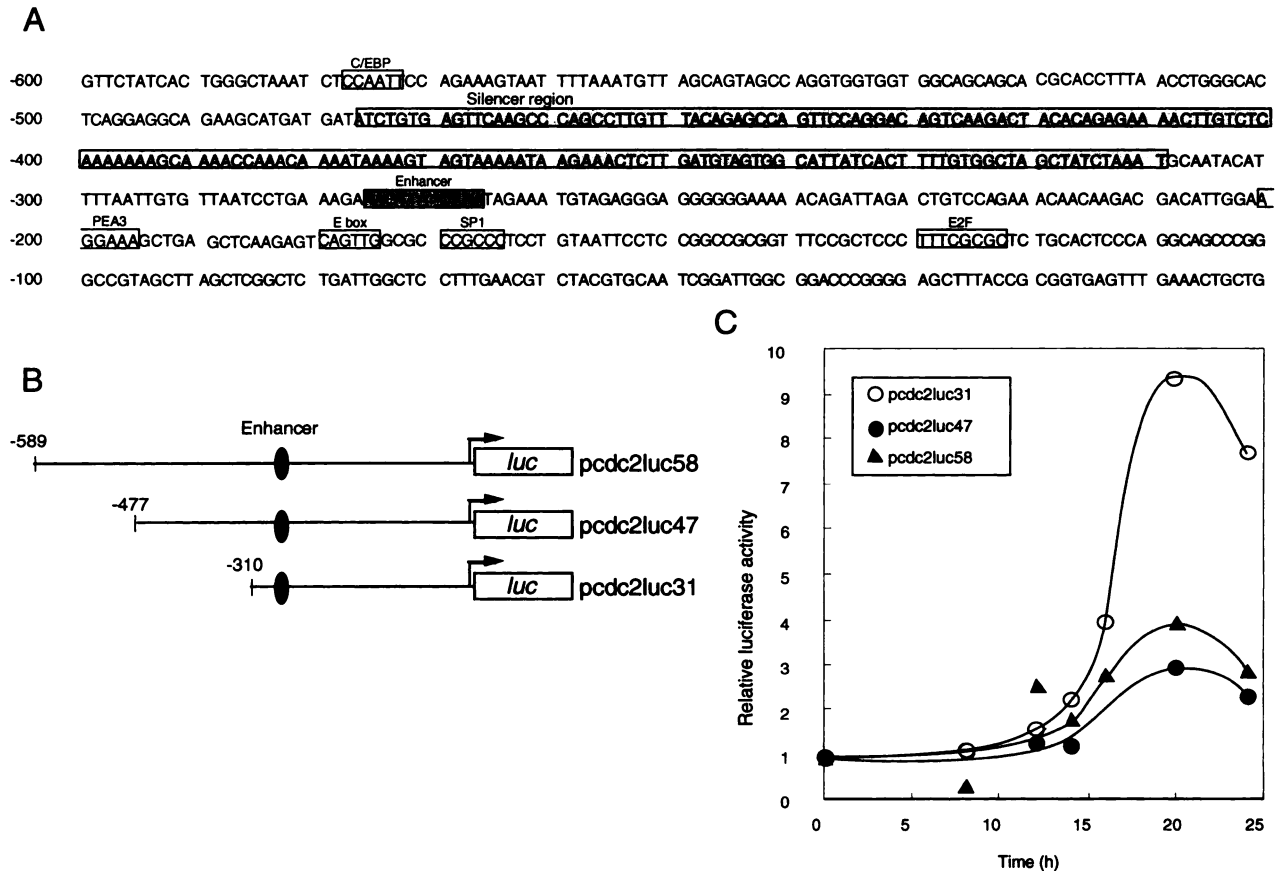 A
C/EBP
-600 GTTCTATCAC TGGGCTAAAT CTCCAATTCC AGAAAGTAAT TTTAAATGTT AGCAGTAGCC AGGTGGTGGT GGCAGCAGCA CGCACCTTTA ACCTGGGCAC
Silencer region
-500 TCAGGAGGCA GAAGCATGAT GATATCTGTG AGTTCAAGCC CAGCCTTGTT TACAGAGCCA GTTCCAGGAC AGTCAAGACT ACACAGAGAA AACTTGTCTC
-400 AAAAAAAGCA AAACCAAACA AAATAAAAGT AGTAAAAATA AGAAACTCTT GATGTAGTGG CATTATCACT TTTGTGGCTA GCTATCTAAA TGCAATACAT
Enhancer
-300 TTTAATTGTG TTAATCCTGA AAGA TAGAAA TGTAGAGGGA GGGGGGAAAA ACAGATTAGA CTGTCCAGAA ACAACAAGAC GACATTGGAA
PEA3 E box SP1 E2F
-200 GGAAAGCTGA GCTCAAGAGT CAGTTGGCGC CCGCCCTCCT GTAATTCCTC CGGCCGCGGT TTCCGCTCCC TTTCGCGCTC TGCACTCCCA GGCAGCCCGG
-100 GCCGTAGCTT AGCTCGGCTC TGATTGGCTC CTTTGAACGT CTACGTGCAA TCGGATTGGC GGACCCGGGG AGCTTTACCG CGGTGAGTTT GAAACTGCTG
B
Enhancer
-589
luc pcdc2luc58
-477
luc pcdc2luc47
-310
luc pcdc2luc31
C
10
9
8
7
6
5
4
3
2
1
0
pcdc2luc31
pcdc2luc47
pcdc2luc58
Relative luciferase activity
0 5 10 15 20 25
Time (h)